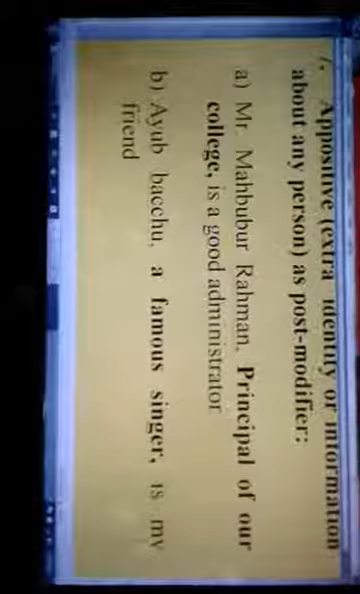 7. Appositive (extra identity or information
about any person) as post-modifier:
a) Mr. Mahbubur Rahman, Principal of our
college, is a good administrator
b) Ayub bacchu, a famous singer, is my
friend